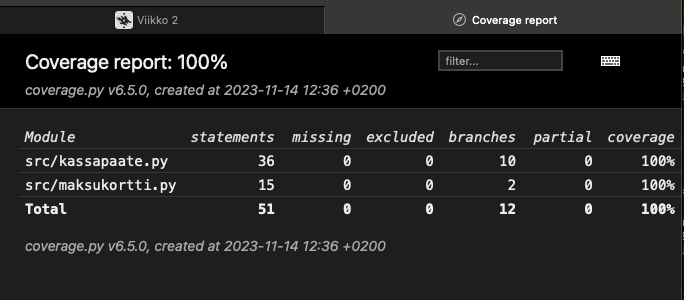 Viikko 2
Coverage report
Coverage report: 100%
filter...
coverage.py v6.5.0, created at 2023-11-14 12:36 +0200
Module statements missing excluded branches partial coverage
src/kassapaate.py 36 0 0 10 0 100%
src/maksukortti.py 15 0 0 2 0 100%
Total 51 0 0 12 0 100%
coverage.py v6.5.0, created at 2023-11-14 12:36 +0200